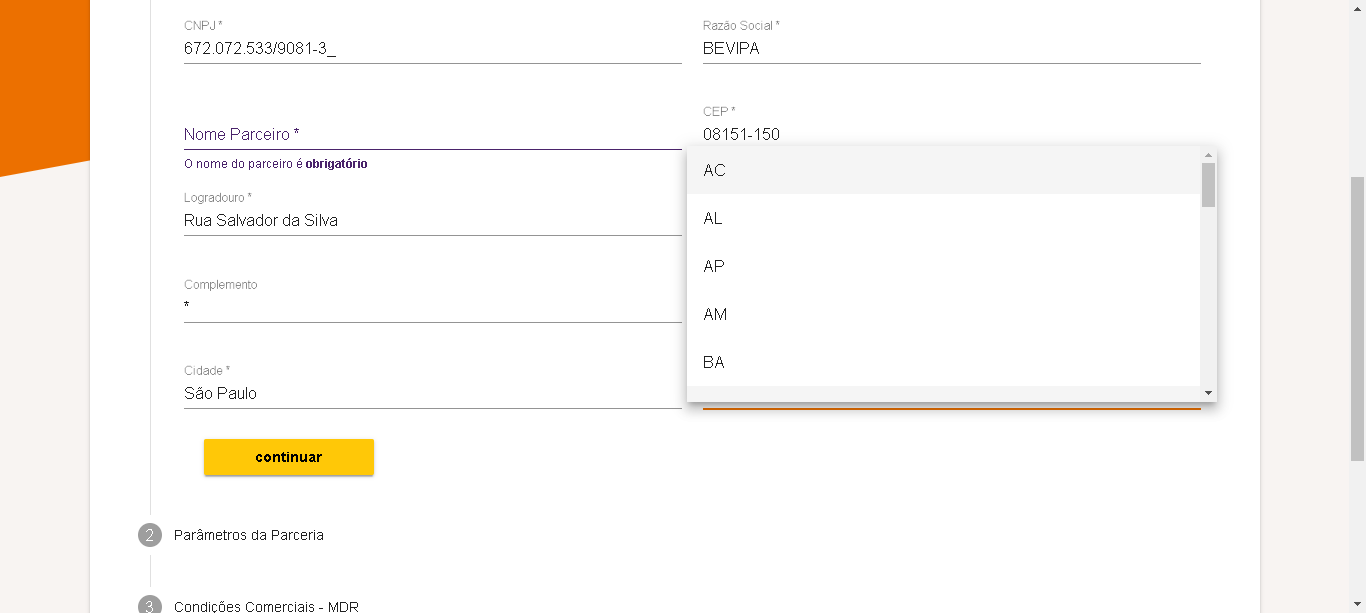 CNPJ *
672.072.533/9081-3_
Razão Social *
BEVIPA
Nome Parceiro *
O nome do parceiro é obrigatório
CEP *
08151-150
Logradouro *
Rua Salvador da Silva
Complemento
*
Cidade *
São Paulo
AC
AL
AP
AM
BA
continuar
2 Parâmetros da Parceria
3 Condições Comerciais - MDR